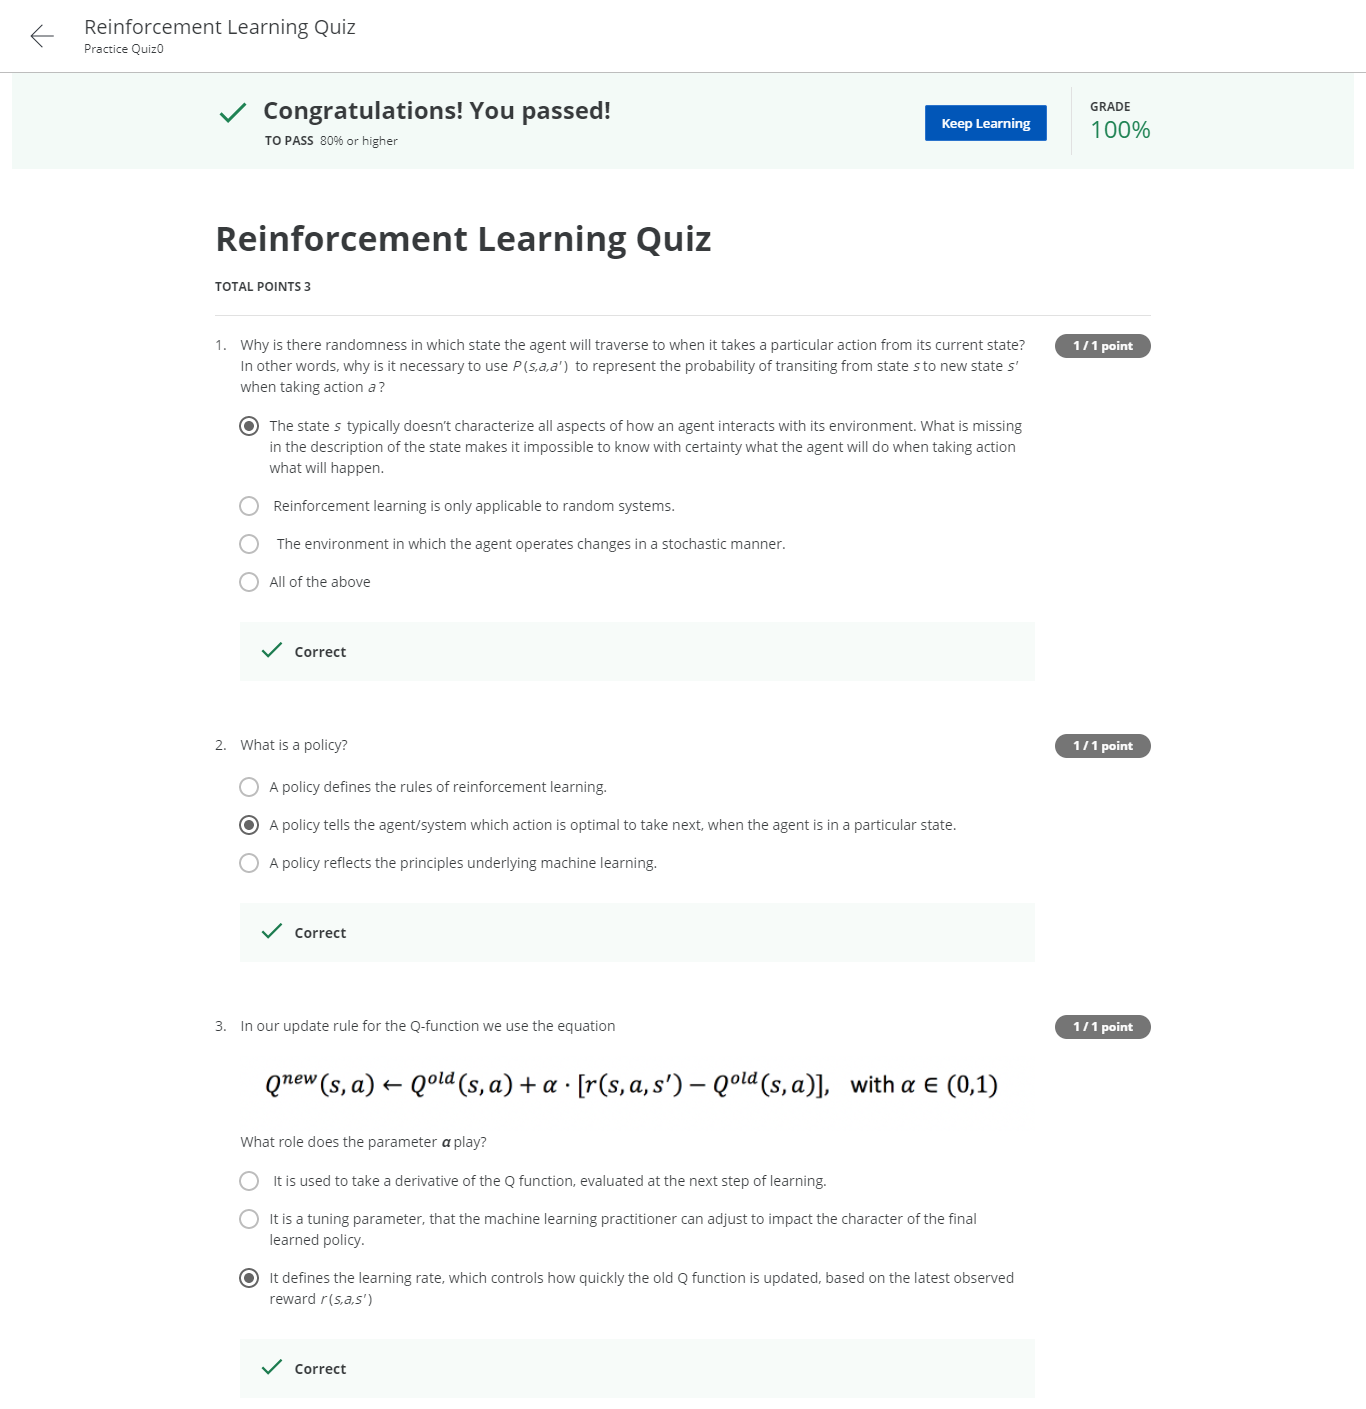 Reinforcement Learning Quiz
Practice Quiz0
Congratulations! You passed!
TO PASS 80% or higher
Keep Learning
GRADE
100%
Reinforcement Learning Quiz
TOTAL POINTS 3
1. Why is there randomness in which state the agent will traverse to when it takes a particular action from its current state?
In other words, why is it necessary to use P(s,a,a') to represent the probability of transiting from state s to new state s'
when taking action a?
1 / 1 point
The state s typically doesn't characterize all aspects of how an agent interacts with its environment. What is missing
in the description of the state makes it impossible to know with certainty what the agent will do when taking action
what will happen.
Reinforcement learning is only applicable to random systems.
The environment in which the agent operates changes in a stochastic manner.
All of the above
Correct
2. What is a policy?
1 / 1 point
A policy defines the rules of reinforcement learning.
A policy tells the agent/system which action is optimal to take next, when the agent is in a particular state.
A policy reflects the principles underlying machine learning.
Correct
3. In our update rule for the Q-function we use the equation
1 / 1 point
Q^new(s, a) ← Q^old(s, a) + α · [r(s, a, s′) − Q^old(s, a)], with α ∈ (0,1)
What role does the parameter α play?
It is used to take a derivative of the Q function, evaluated at the next step of learning.
It is a tuning parameter, that the machine learning practitioner can adjust to impact the character of the final
learned policy.
It defines the learning rate, which controls how quickly the old Q function is updated, based on the latest observed
reward r(s,a,s')
Correct